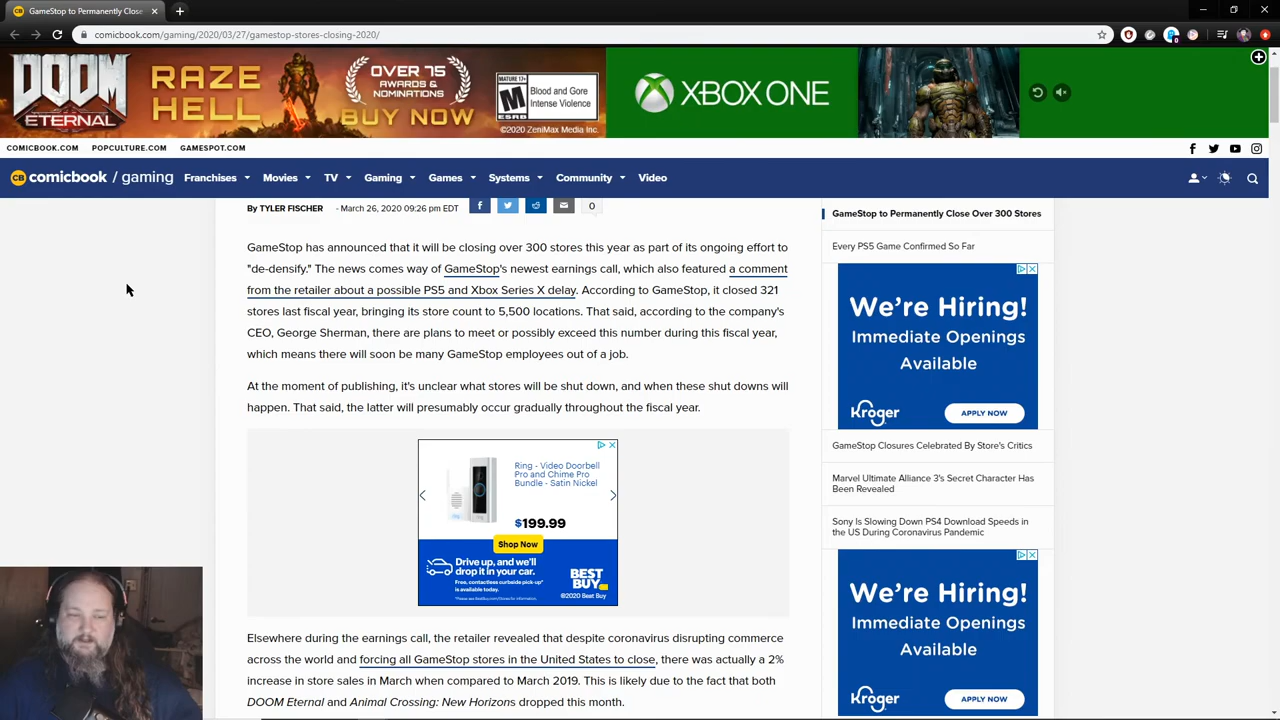 GameStop to Permanently Close
comicbook.com/gaming/2020/03/27/gamestop-stores-closing-2020/
DOOM
ETERNAL
RAZE
HELL
OVER 75
AWARDS &
NOMINATIONS
BUY NOW
MATURE 17+
M
ESRB
Blood and Gore
Intense Violence
©2020 ZeniMax Media Inc.
XBOX ONE
COMICBOOK.COM POPCULTURE.COM GAMESPOT.COM
CB comicbook / gaming Franchises Movies TV Gaming Games Systems Community Video
By TYLER FISCHER - March 26, 2020 09:26 pm EDT 0
GameStop has announced that it will be closing over 300 stores this year as part of its ongoing effort to
"de-densify." The news comes way of GameStop's newest earnings call, which also featured a comment
from the retailer about a possible PS5 and Xbox Series X delay. According to GameStop, it closed 321
stores last fiscal year, bringing its store count to 5,500 locations. That said, according to the company's
CEO, George Sherman, there are plans to meet or possibly exceed this number during this fiscal year,
which means there will soon be many GameStop employees out of a job.
At the moment of publishing, it's unclear what stores will be shut down, and when these shut downs will
happen. That said, the latter will presumably occur gradually throughout the fiscal year.
Ring - Video Doorbell
Pro and Chime Pro
Bundle - Satin Nickel
$199.99
Shop Now
Drive up, and we'll
drop it in your car.
Free, contactless curbside pick-up*
is available today.
*Please see BestBuy.com/Stores for information.
BEST
BUY
©2020 Best Buy
Elsewhere during the earnings call, the retailer revealed that despite coronavirus disrupting commerce
across the world and forcing all GameStop stores in the United States to close, there was actually a 2%
increase in store sales in March when compared to March 2019. This is likely due to the fact that both
DOOM Eternal and Animal Crossing: New Horizons dropped this month.
GameStop to Permanently Close Over 300 Stores
Every PS5 Game Confirmed So Far
We're Hiring!
Immediate Openings
Available
Kroger
APPLY NOW
GameStop Closures Celebrated By Store's Critics
Marvel Ultimate Alliance 3's Secret Character Has
Been Revealed
Sony Is Slowing Down PS4 Download Speeds in
the US During Coronavirus Pandemic
We're Hiring!
Immediate Openings
Available
Kroger
APPLY NOW